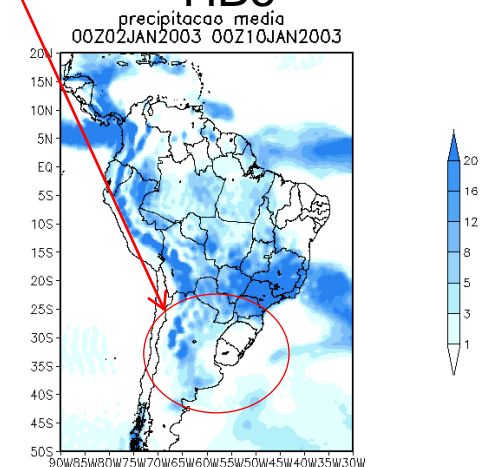 precipitacao media
00Z02JAN2003 00Z10JAN2003
20N
15N
10N
5N
EQ
5S
10S
15S
20S
25S
30S
35S
40S
45S
50S
90W85W80W75W70W65W60W55W50W45W40W35W30W
20
16
12
8
5
3
1